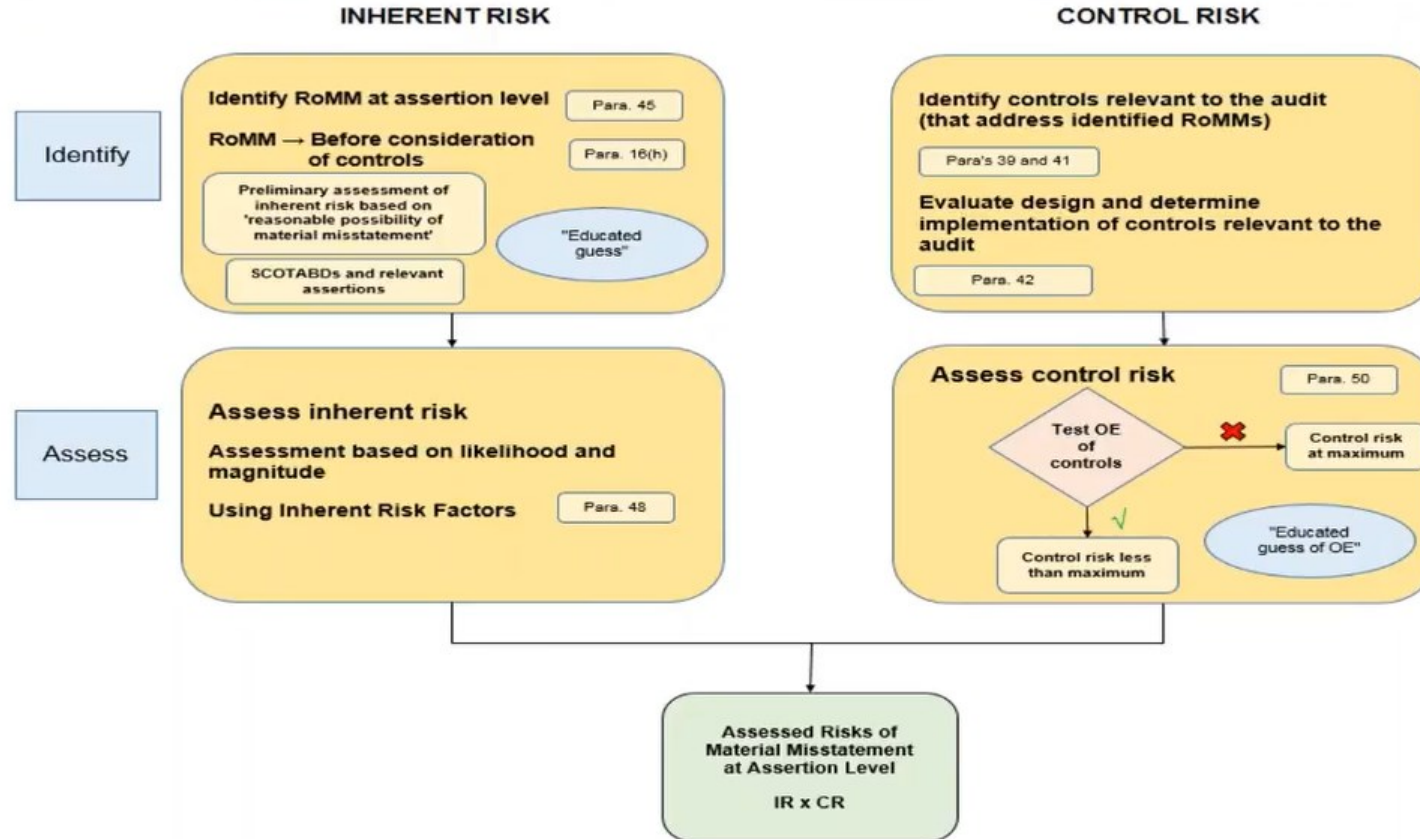 INHERENT RISK
CONTROL RISK
Identify
Identify RoMM at assertion level
Para. 45
RoMM → Before consideration
of controls
Para. 16(h)
Preliminary assessment of
inherent risk based on
'reasonable possibility of
material misstatement'
"Educated
guess"
SCOTABDs and relevant
assertions
Identify controls relevant to the audit
(that address identified RoMMs)
Para's 39 and 41
Evaluate design and determine
implementation of controls relevant to the
audit
Para. 42
Assess
Assess inherent risk
Assessment based on likelihood and
magnitude
Using Inherent Risk Factors
Para. 48
Assess control risk
Para. 50
Test OE
of
controls
Control risk
at maximum
"Educated
guess of OE"
Control risk less
than maximum
Assessed Risks of
Material Misstatement
at Assertion Level
IR x CR